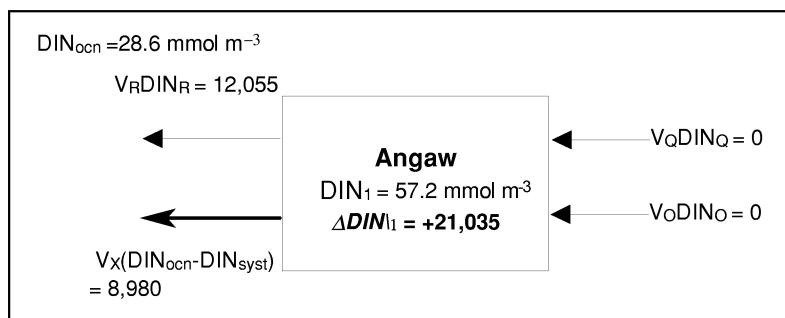 DINocn =28.6 mmol m−3
VRDINR = 12,055
Angaw
DIN1 = 57.2 mmol m-3
ΔDIN\1 = +21,035
VQDINQ = 0
VODINO = 0
VX(DINocn-DINsyst)
= 8,980